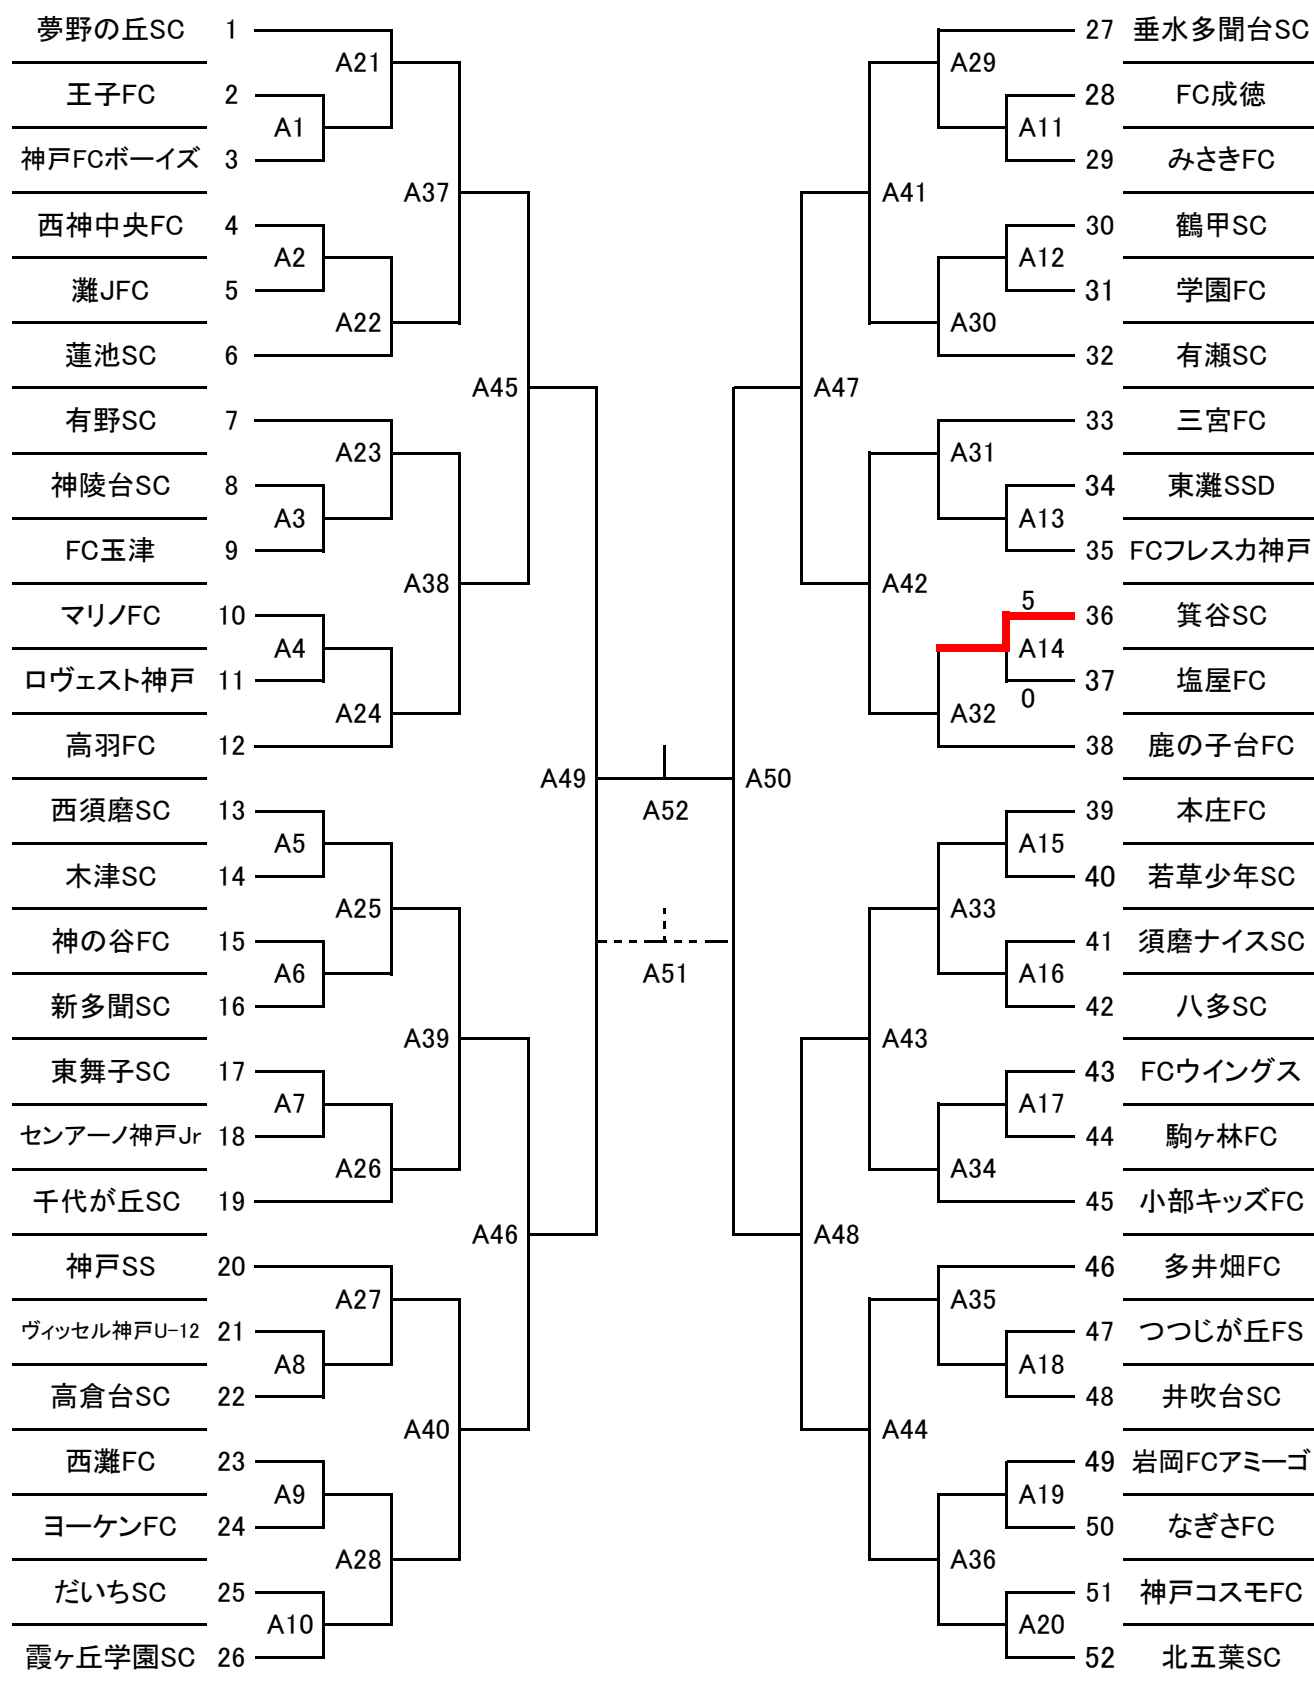 夢野の丘SC 1
A21
王子FC 2
A1
神戸FCボーイズ 3
A37
西神中央FC 4
A2
灘JFC 5
A22
蓮池SC 6
A45
有野SC 7
A23
神陵台SC 8
A3
FC玉津 9
A38
マリノFC 10
A4
ロヴェスト神戸 11
A24
高羽FC 12
A49
西須磨SC 13
A5
木津SC 14
A25
神の谷FC 15
A6
新多聞SC 16
A39
東舞子SC 17
A7
センアーノ神戸Jr 18
A26
千代が丘SC 19
A46
神戸SS 20
A27
ヴィッセル神戸U-12 21
A8
高倉台SC 22
A40
西灘FC 23
A9
ヨーケンFC 24
A28
だいちSC 25
A10
霞ヶ丘学園SC 26
A52
A51
27 垂水多聞台SC
A29
28 FC成徳
A11
29 みさきFC
A41
30 鶴甲SC
A12
31 学園FC
A30
32 有瀬SC
A47
33 三宮FC
A31
34 東灘SSD
A13
35 FCフレスカ神戸
A42
5
36 箕谷SC
A14
37 塩屋FC
0
A32
38 鹿の子台FC
A50
39 本庄FC
A15
40 若草少年SC
A33
41 須磨ナイスSC
A16
42 八多SC
A43
43 FCウイングス
A17
44 駒ヶ林FC
A34
45 小部キッズFC
A48
46 多井畑FC
A35
47 つつじが丘FS
A18
48 井吹台SC
A44
49 岩岡FCアミーゴ
A19
50 なぎさFC
A36
51 神戸コスモFC
A20
52 北五葉SC